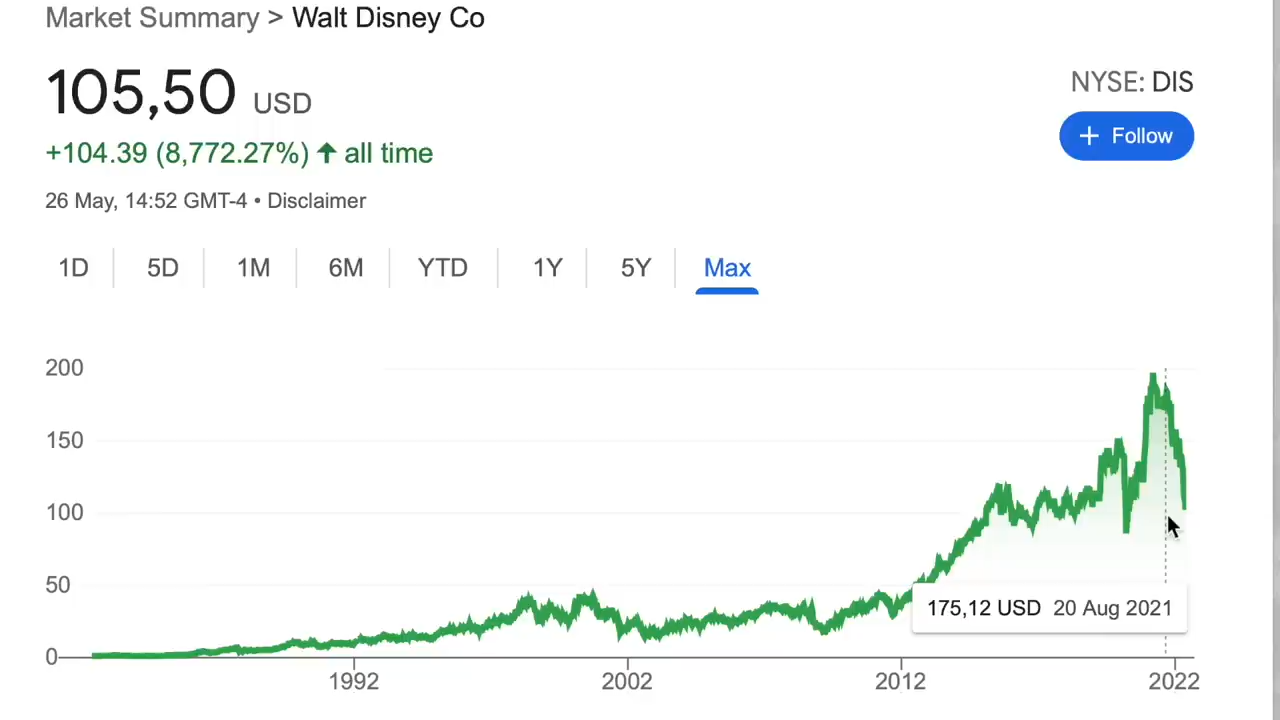 Market Summary > Walt Disney Co
105,50 USD
NYSE: DIS
+ Follow
+104.39 (8,772.27%) ↑ all time
26 May, 14:52 GMT-4 • Disclaimer
1D 5D 1M 6M YTD 1Y 5Y Max
200
150
100
50
175,12 USD 20 Aug 2021
0
1992 2002 2012 2022